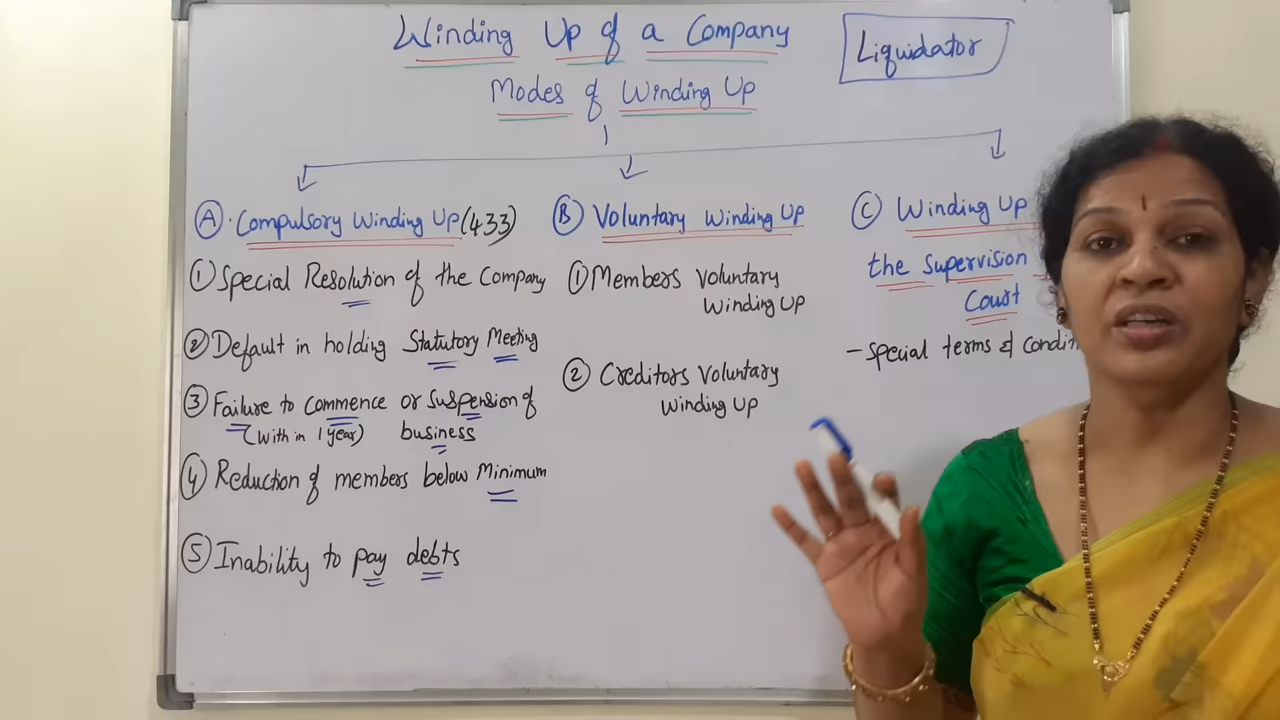 Winding Up of a Company
Liquidator
Modes of Winding Up
A. Compulsory Winding Up (433)
① Special Resolution of the Company
② Default in holding Statutory Meeting
③ Failure to commence or Suspension of
(with in 1 year) business
④ Reduction of members below Minimum
⑤ Inability to pay debts
B Voluntary Winding Up
① Members Voluntary
Winding Up
② Creditors Voluntary
Winding Up
C Winding Up
the Supervision
Court
- Special terms &